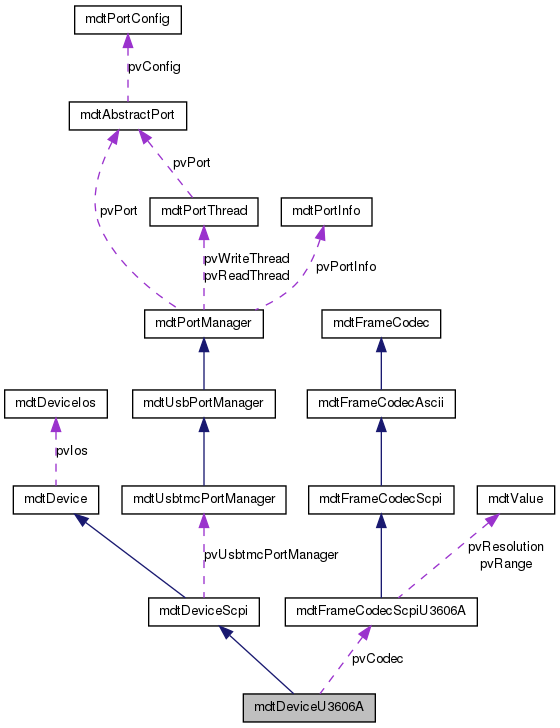 mdtPortConfig
pvConfig
mdtAbstractPort
pvPort
pvPort
mdtPortThread
mdtPortInfo
pvWriteThread
pvReadThread
pvPortInfo
mdtPortManager
mdtFrameCodec
mdtDeviceIos
mdtUsbPortManager
mdtFrameCodecAscii
pvIos
mdtDevice
mdtUsbtmcPortManager
mdtFrameCodecScpi
mdtValue
pvUsbtmcPortManager
pvResolution
pvRange
mdtDeviceScpi
mdtFrameCodecScpiU3606A
pvCodec
mdtDeviceU3606A